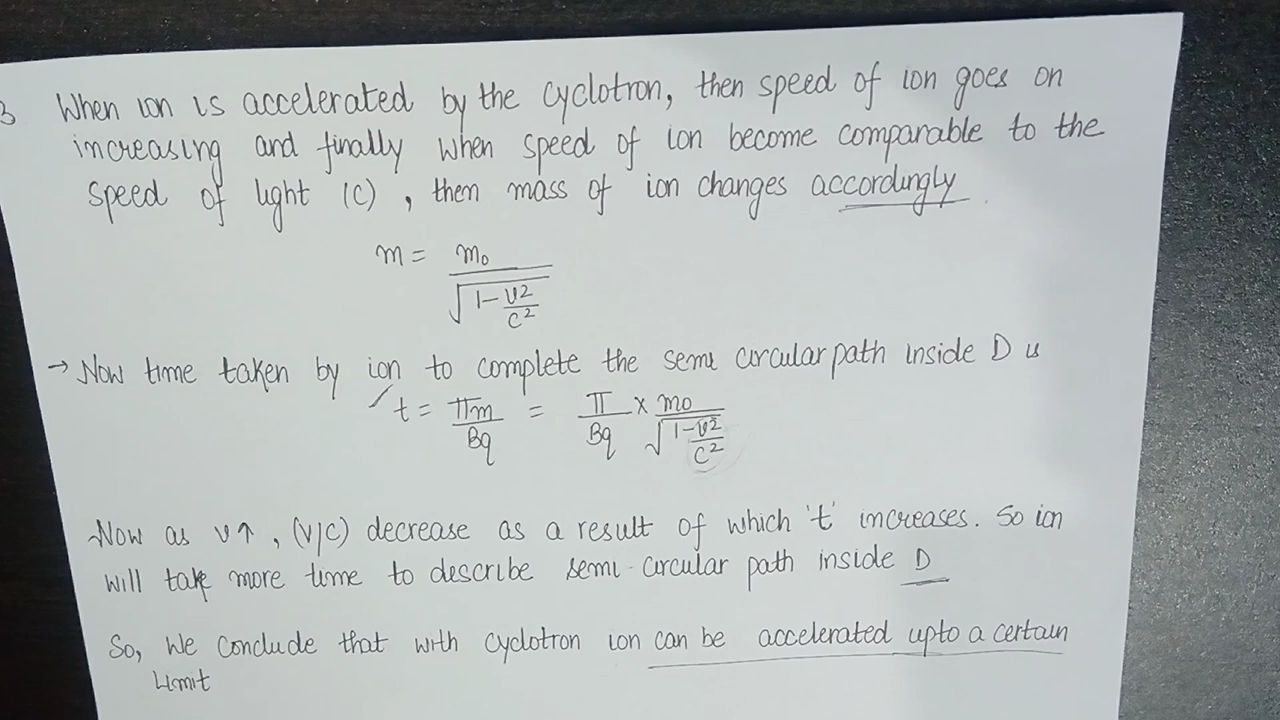 3 When ion is accelerated by the cyclotron, then speed of ion goes on
increasing and finally when speed of ion become comparable to the
speed of light (C), then mass of ion changes accordingly.
m = m₀ / √(1 - v²/c²)
→ Now time taken by ion to complete the semi circular path inside D is
t = πm/Bq = π/Bq × m₀/√(1 - v²/c²)
Now as v↑, (v/c) decrease as a result of which 't' increases. So ion
will take more time to describe semi-circular path inside D
So, We conclude that with cyclotron ion can be accelerated upto a certain
Limit